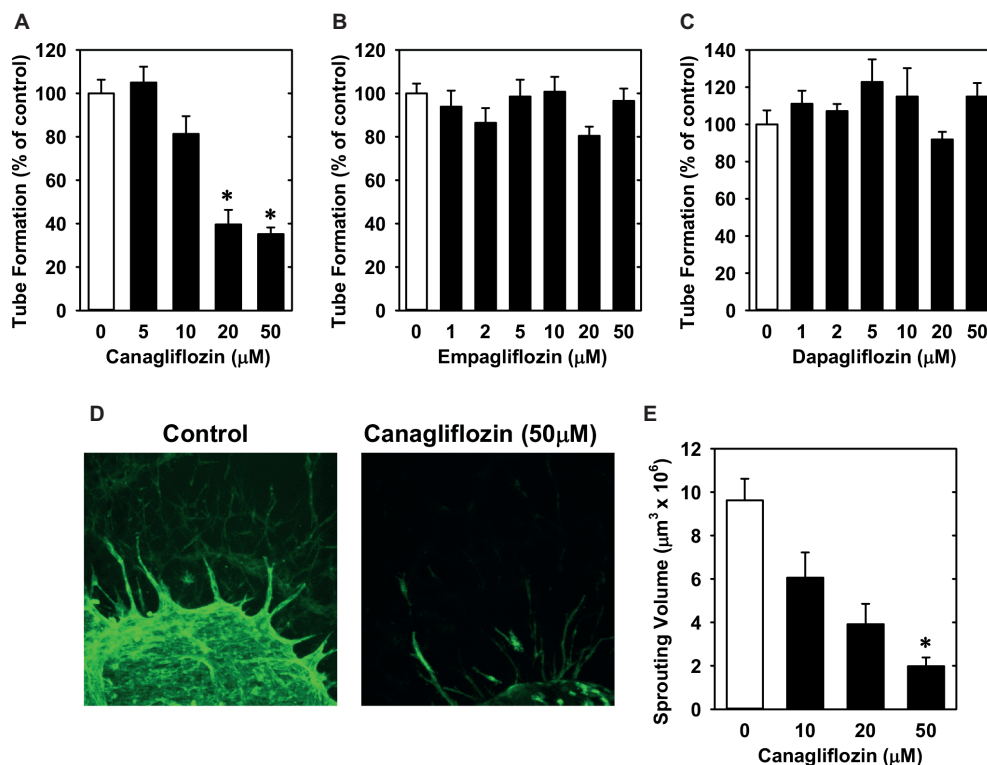 A
Tube Formation (% of control)
120
100
80
60
40
20
0
*
*
0 5 10 20 50
Canagliflozin (μM)
B
Tube Formation (% of control)
120
100
80
60
40
20
0
0 1 2 5 10 20 50
Empagliflozin (μM)
C
Tube Formation (% of control)
140
120
100
80
60
40
20
0
0 1 2 5 10 20 50
Dapagliflozin (μM)
D
Control
Canagliflozin (50μM)
E
Sprouting Volume (μm³ x 10⁶)
12
10
8
6
4
2
0
*
0 10 20 50
Canagliflozin (μM)